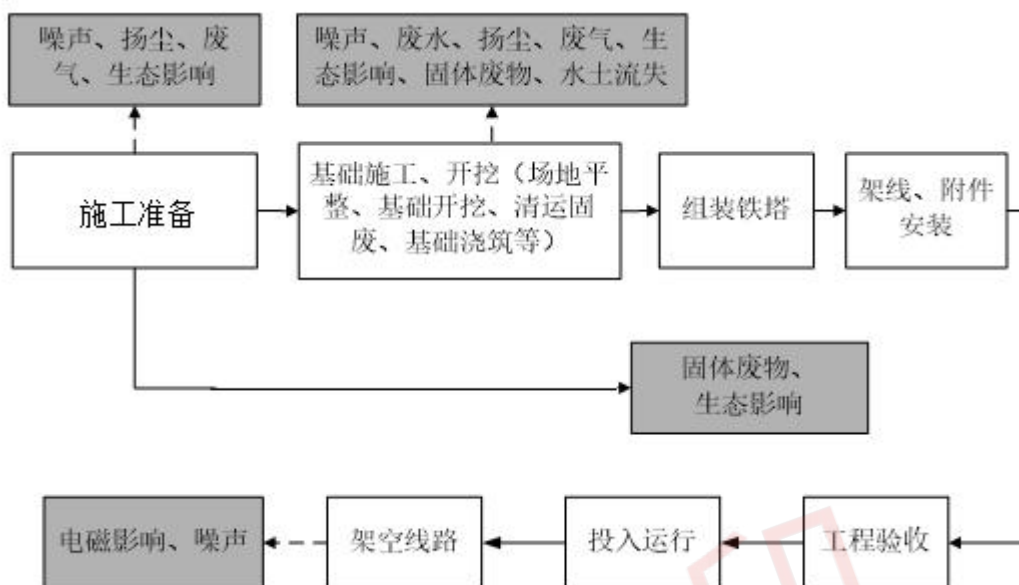 噪声、扬尘、废
气、生态影响
噪声、废水、扬尘、废气、生
态影响、固体废物、水土流失
施工准备
基础施工、开挖（场地平
整、基础开挖、清运固
废、基础浇筑等）
组装铁塔
架线、附件
安装
固体废物、
生态影响
电磁影响、噪声
架空线路
投入运行
工程验收